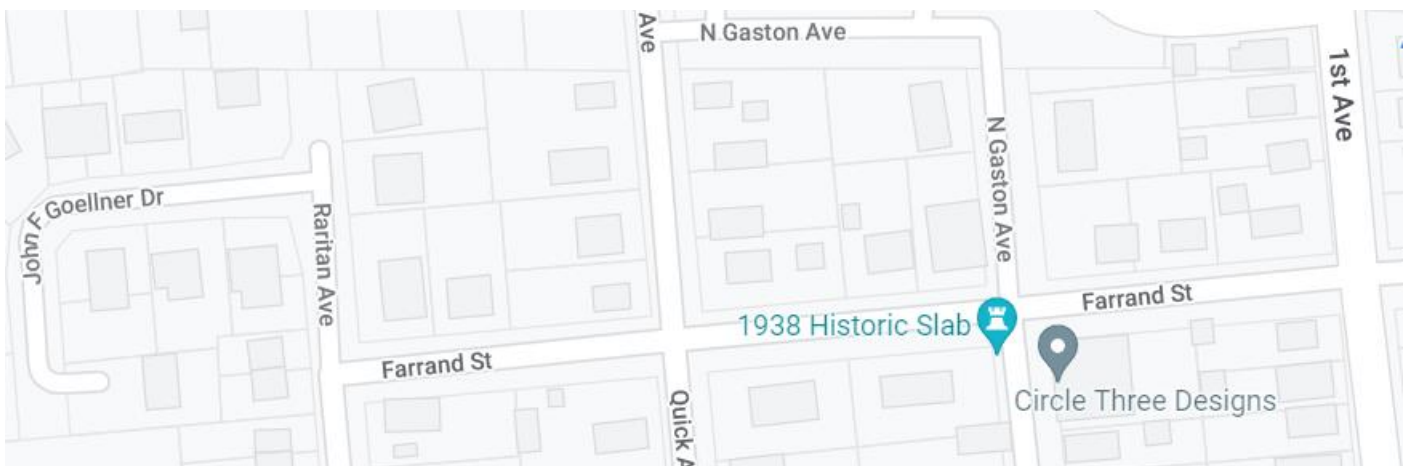 Ave
N Gaston Ave
1st Ave
N Gaston Ave
John F Goellner Dr
Raritan Ave
Farrand St
1938 Historic Slab
Farrand St
Circle Three Designs
Quick A